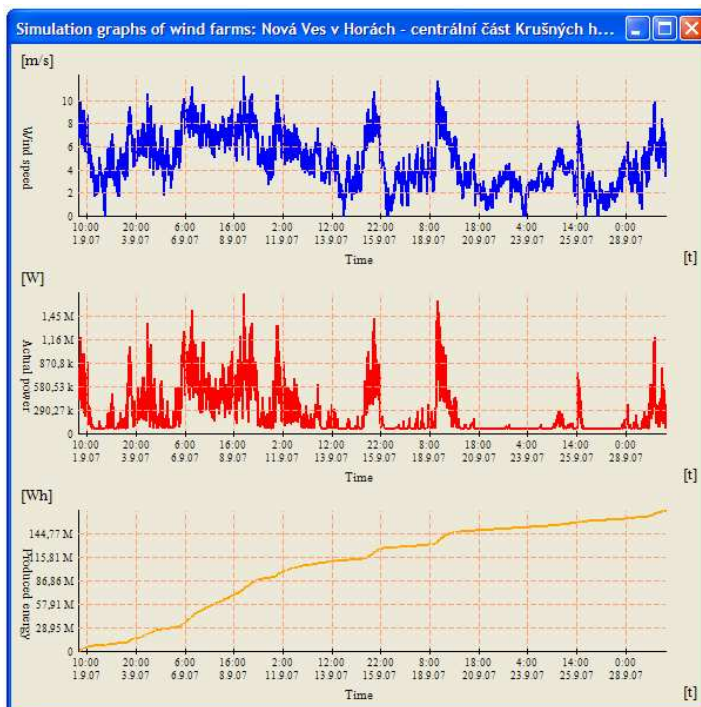 Simulation graphs of wind farms: Nová Ves v Horách - centrální část Krušných h...
[m/s]
Wind speed
10
8
6
4
2
0
10:00 20:00 6:00 16:00 2:00 12:00 22:00 8:00 18:00 4:00 14:00 0:00
1.9.07 3.9.07 6.9.07 8.9.07 11.9.07 13.9.07 15.9.07 18.9.07 20.9.07 23.9.07 25.9.07 28.9.07
Time
[t]
[W]
Actual power
1,45 M
1,16 M
870,8 k
580,53 k
290,27 k
0
10:00 20:00 6:00 16:00 2:00 12:00 22:00 8:00 18:00 4:00 14:00 0:00
1.9.07 3.9.07 6.9.07 8.9.07 11.9.07 13.9.07 15.9.07 18.9.07 20.9.07 23.9.07 25.9.07 28.9.07
Time
[t]
[Wh]
Produced energy
144,77 M
115,81 M
86,86 M
57,91 M
28,95 M
0
10:00 20:00 6:00 16:00 2:00 12:00 22:00 8:00 18:00 4:00 14:00 0:00
1.9.07 3.9.07 6.9.07 8.9.07 11.9.07 13.9.07 15.9.07 18.9.07 20.9.07 23.9.07 25.9.07 28.9.07
Time
[t]